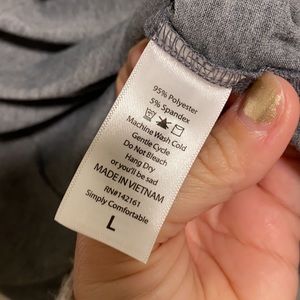 95% Polyester
5% Spandex
Machine Wash Cold
Gentle Cycle
Do Not Bleach
Hang Dry
or you'll be sad
MADE IN VIETNAM
RN#142161
Simply Comfortable
L